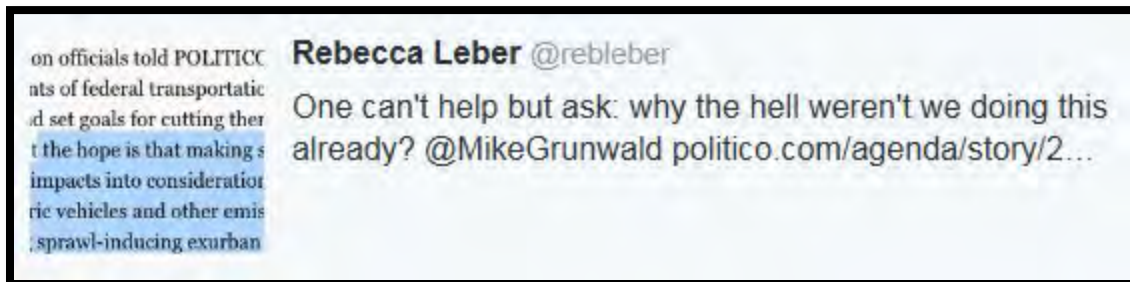 on officials told POLITICO
nts of federal transportatic
d set goals for cutting ther
t the hope is that making s
impacts into consideration
ric vehicles and other emis
; sprawl-inducing exurban
Rebecca Leber @rebleber
One can't help but ask: why the hell weren't we doing this
already? @MikeGrunwald politico.com/agenda/story/2...